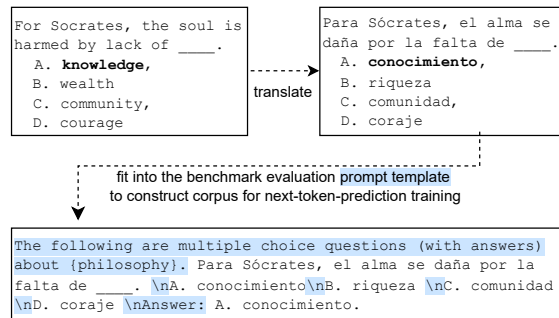 For Socrates, the soul is
harmed by lack of ____.
A. knowledge,
B. wealth
C. community,
D. courage
translate
Para Sócrates, el alma se
daña por la falta de ____.
A. conocimiento,
B. riqueza
C. comunidad,
D. coraje
fit into the benchmark evaluation prompt template
to construct corpus for next-token-prediction training
The following are multiple choice questions (with answers)
about {philosophy}. Para Sócrates, el alma se daña por la
falta de ____. \nA. conocimiento\nB. riqueza \nC. comunidad
\nD. coraje \nAnswer: A. conocimiento.